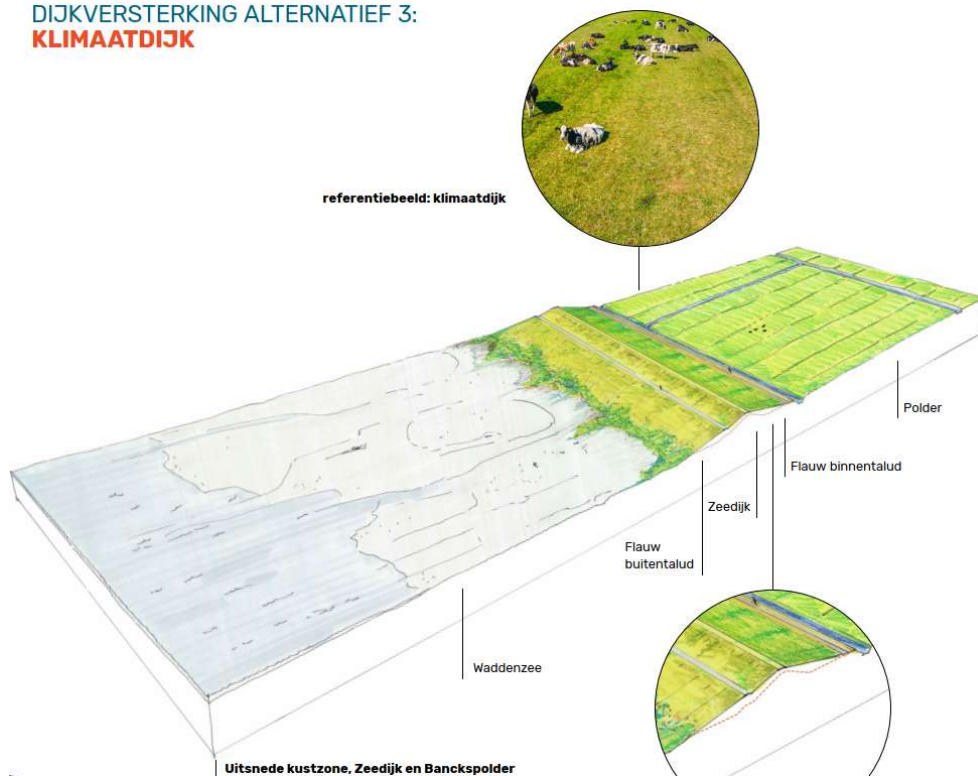 DIJKVERSTERKING ALTERNATIEF 3:
KLIMAATDIJK
referentiebeeld: klimaatdijk
Polder
Flauw binnentalud
Zeedijk
Flauw
buitentalud
Waddenzee
Uitsnede kustzone, Zeedijk en Banckspolder